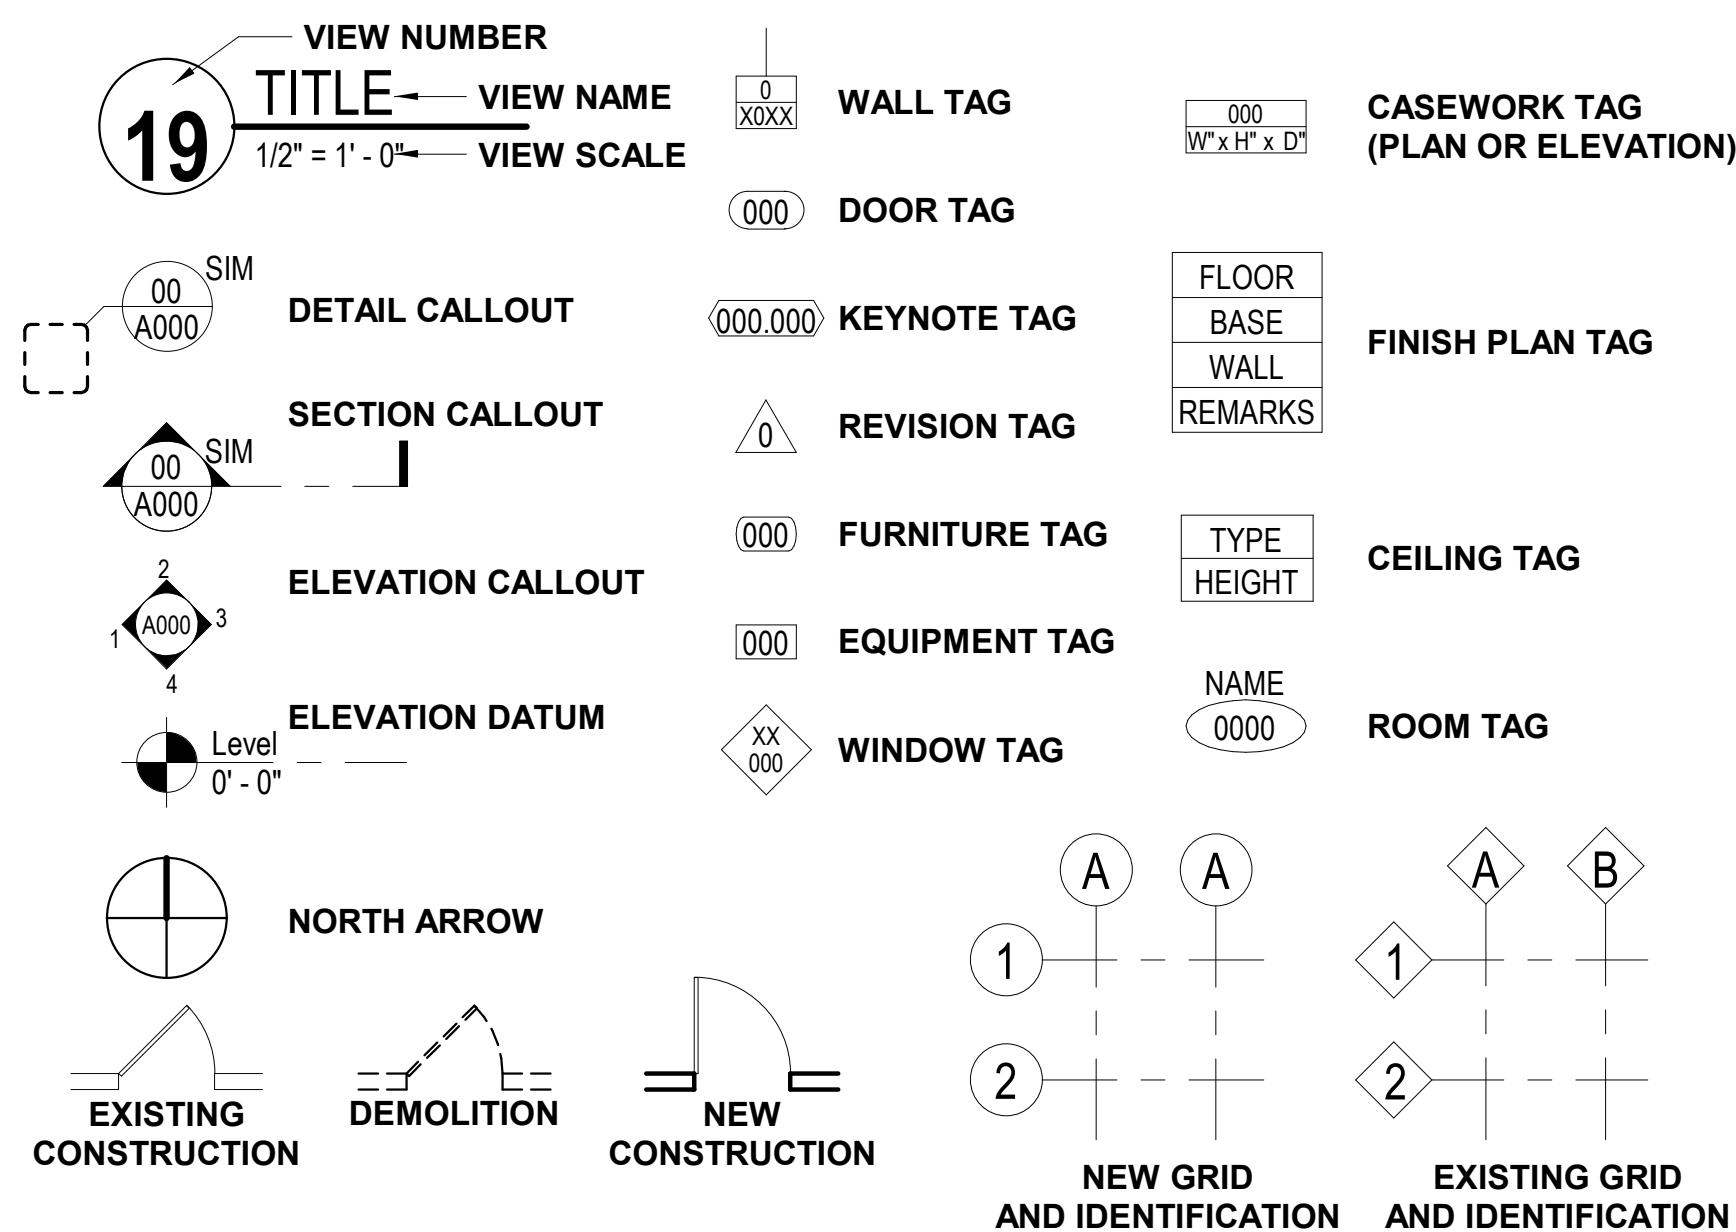 VIEW NUMBER
19
TITLE
VIEW NAME
1/2" = 1' - 0"
VIEW SCALE
00
A000
SIM
DETAIL CALLOUT
SECTION CALLOUT
00
A000
SIM
ELEVATION CALLOUT
2
1
A000
3
4
ELEVATION DATUM
Level
0' - 0"
NORTH ARROW
EXISTING
CONSTRUCTION
DEMOLITION
NEW
CONSTRUCTION
0
X0XX
WALL TAG
000
DOOR TAG
000.000
KEYNOTE TAG
0
REVISION TAG
000
FURNITURE TAG
000
EQUIPMENT TAG
XX
000
WINDOW TAG
000
W" x H" x D"
CASEWORK TAG
(PLAN OR ELEVATION)
FLOOR
BASE
WALL
REMARKS
FINISH PLAN TAG
TYPE
HEIGHT
CEILING TAG
NAME
0000
ROOM TAG
A A
1
2
NEW GRID
AND IDENTIFICATION
A B
1
2
EXISTING GRID
AND IDENTIFICATION